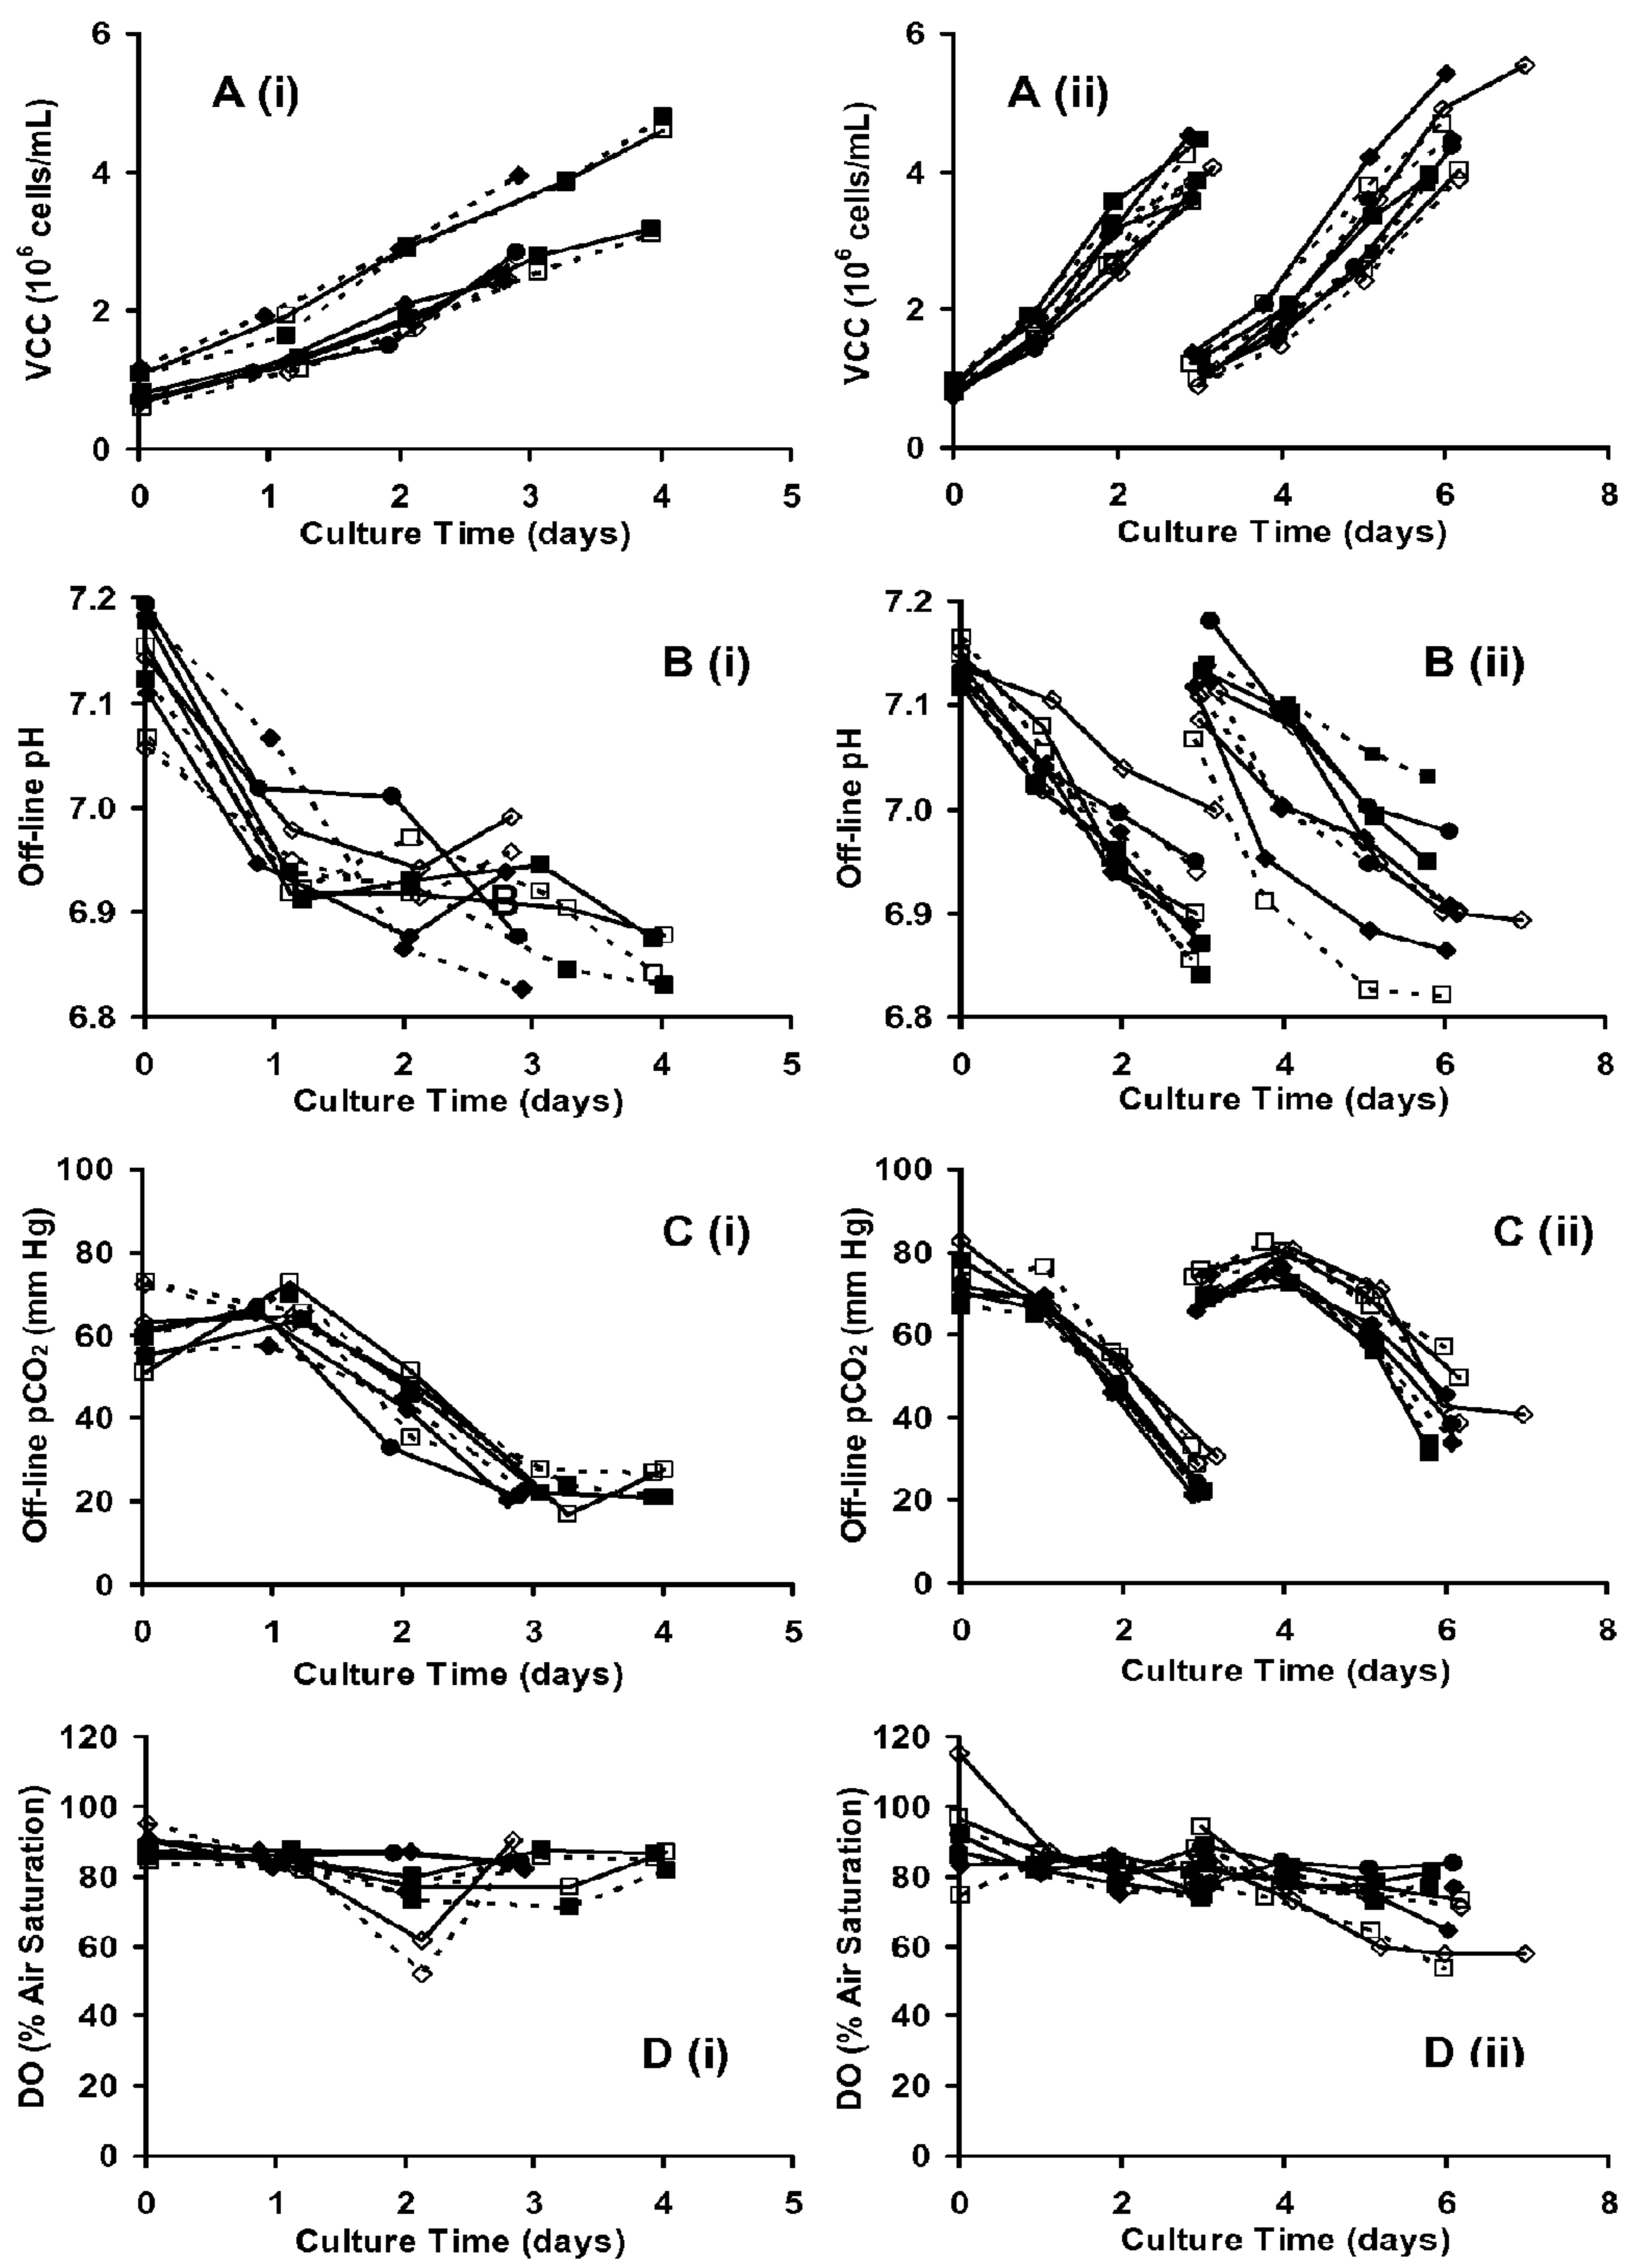 A (i)
VCC (10⁶ cells/mL)
6
4
2
0
0 1 2 3 4 5
Culture Time (days)
A (ii)
VCC (10⁶ cells/mL)
6
4
2
0
0 2 4 6 8
Culture Time (days)
B (i)
Off-line pH
7.2
7.1
7.0
6.9
6.8
B
0 1 2 3 4 5
Culture Time (days)
B (ii)
Off-line pH
7.2
7.1
7.0
6.9
6.8
0 2 4 6 8
Culture Time (days)
C (i)
Off-line pCO₂ (mm Hg)
100
80
60
40
20
0
0 1 2 3 4 5
Culture Time (days)
C (ii)
Off-line pCO₂ (mm Hg)
100
80
60
40
20
0
0 2 4 6 8
Culture Time (days)
D (i)
DO (% Air Saturation)
120
100
80
60
40
20
0
0 1 2 3 4 5
Culture Time (days)
D (ii)
DO (% Air Saturation)
120
100
80
60
40
20
0
0 2 4 6 8
Culture Time (days)